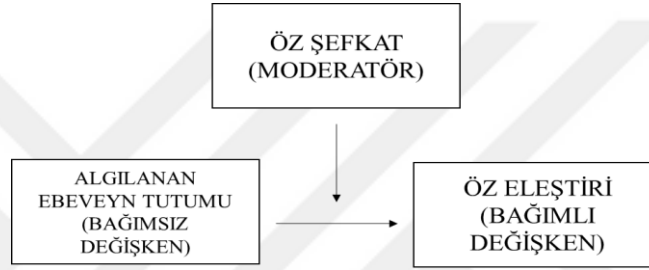 ÖZ ŞEFKAT
(MODERATÖR)
ALGILANAN
EBEVEYN TUTUMU
(BAĞIMSIZ
DEĞİŞKEN)
ÖZ ELEŞTİRİ
(BAĞIMLI
DEĞİŞKEN)